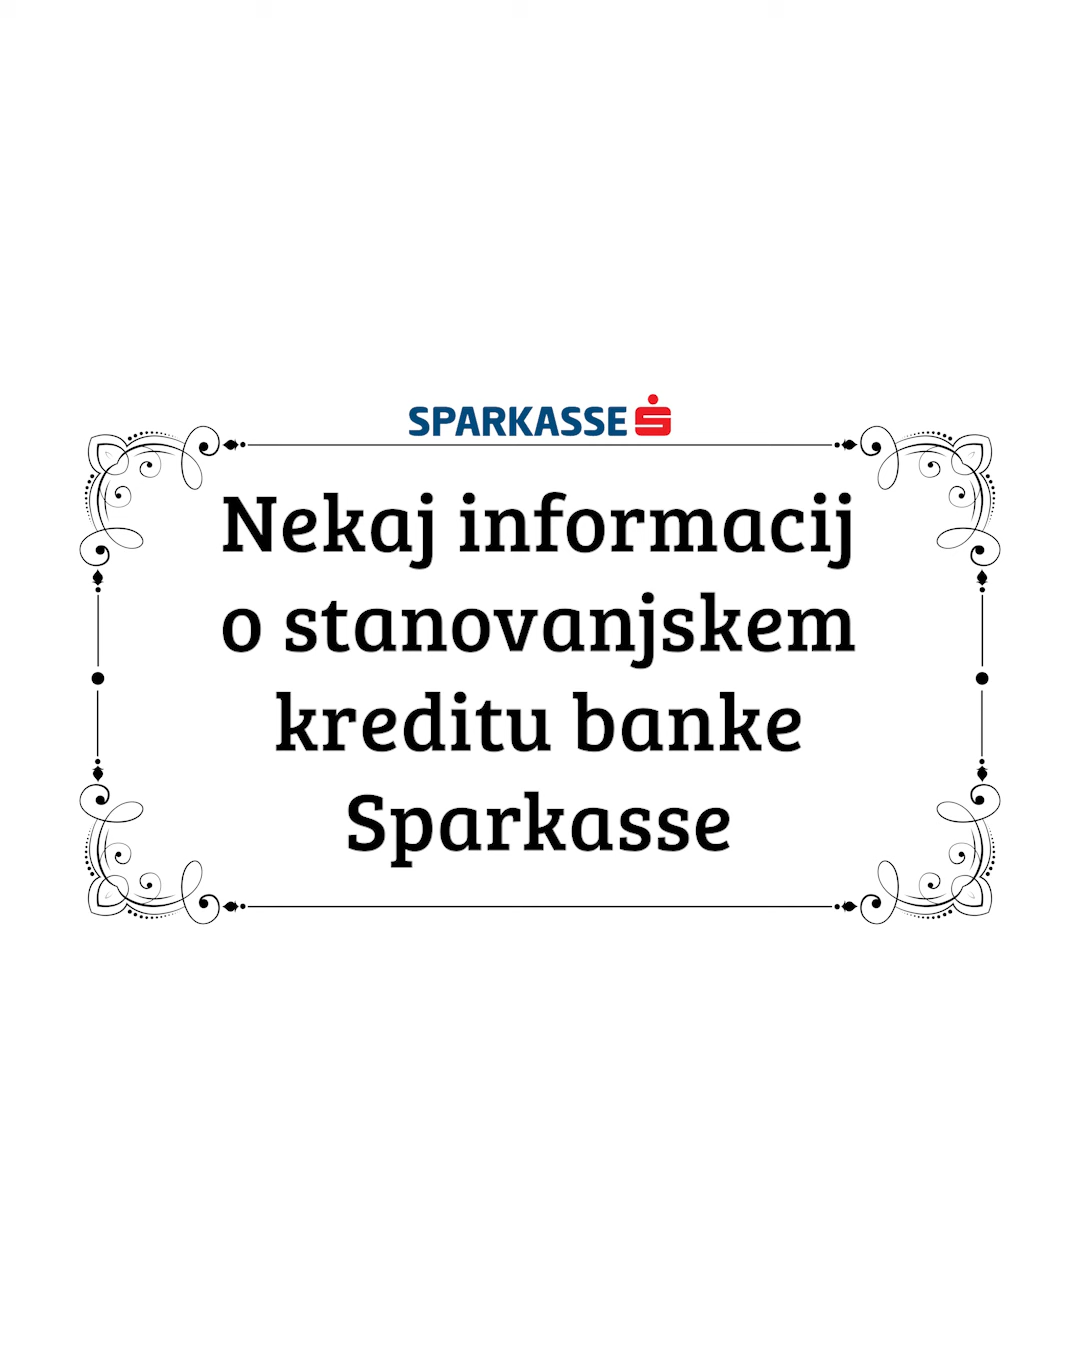 SPARKASSE
Nekaj informacij
o stanovanjskem
kreditu banke
Sparkasse